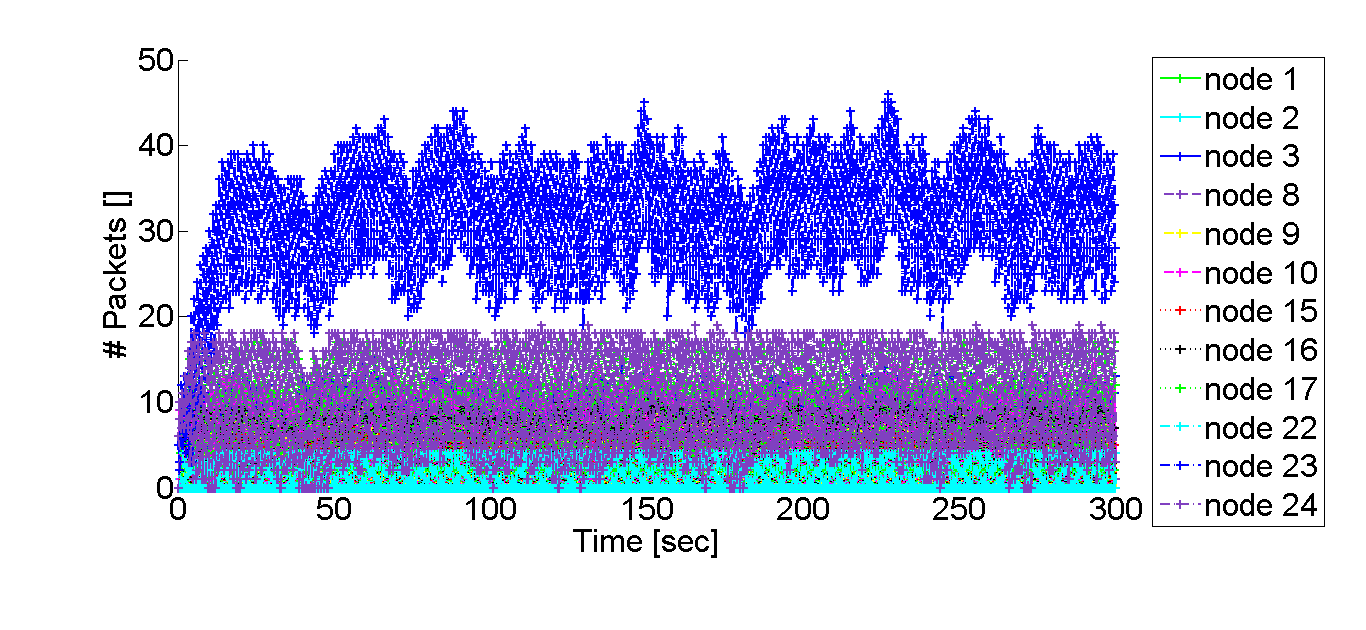 50
40
30
20
10
0
# Packets []
0 50 100 150 200 250 300
Time [sec]
node 1
node 2
node 3
node 8
node 9
node 10
node 15
node 16
node 17
node 22
node 23
node 24